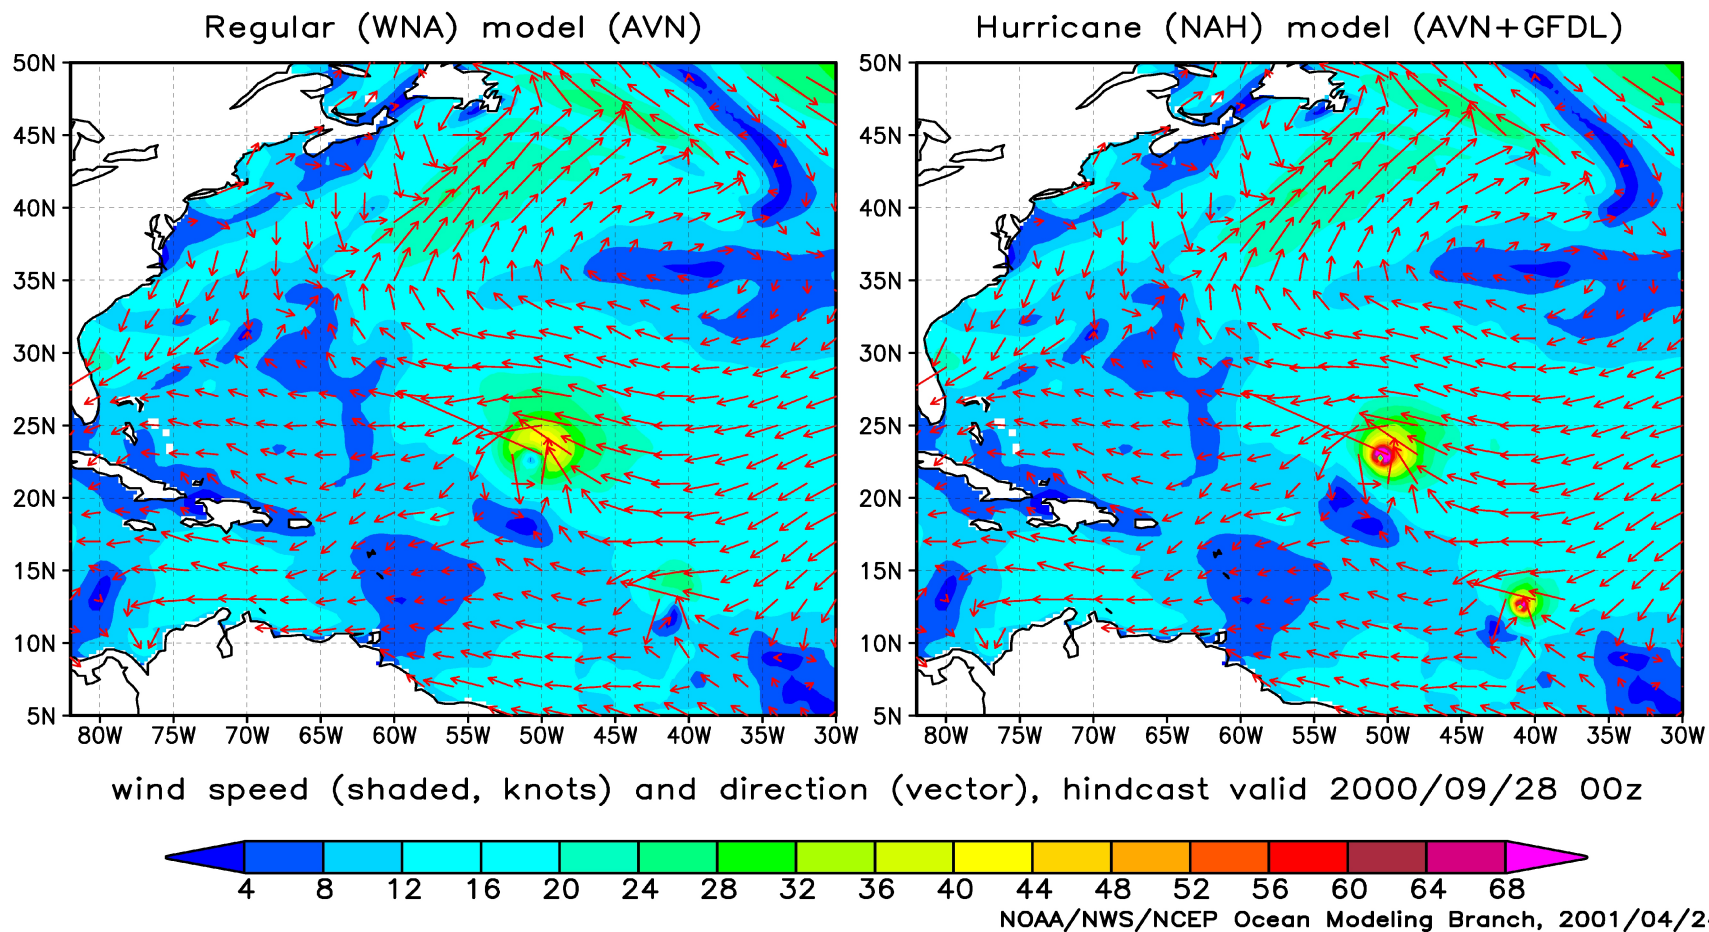 Regular (WNA) model (AVN)
Hurricane (NAH) model (AVN+GFDL)
50N
45N
40N
35N
30N
25N
20N
15N
10N
5N
80W 75W 70W 65W 60W 55W 50W 45W 40W 35W 30W
50N
45N
40N
35N
30N
25N
20N
15N
10N
5N
80W 75W 70W 65W 60W 55W 50W 45W 40W 35W 30W
wind speed (shaded, knots) and direction (vector), hindcast valid 2000/09/28 00z
4 8 12 16 20 24 28 32 36 40 44 48 52 56 60 64 68
NOAA/NWS/NCEP Ocean Modeling Branch, 2001/04/2